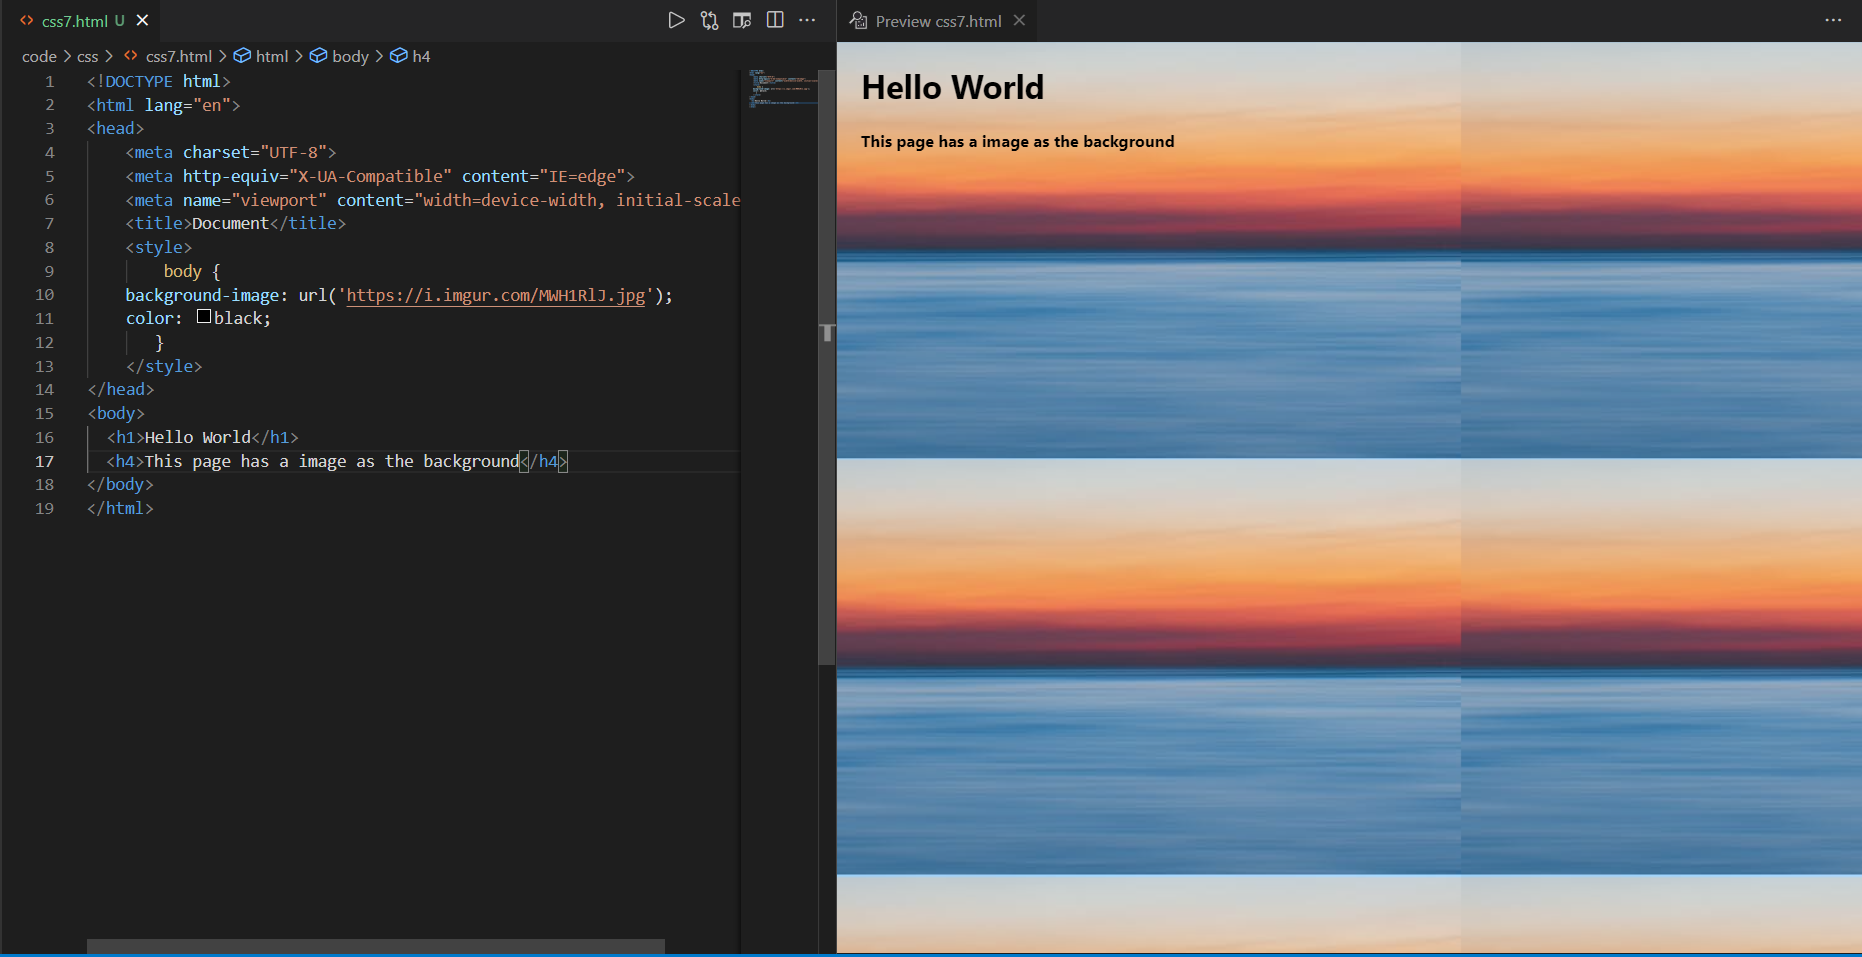 css7.html U
Preview css7.html
code > css > css7.html > html > body > h4
1 <!DOCTYPE html>
2 <html lang="en">
3 <head>
4 <meta charset="UTF-8">
5 <meta http-equiv="X-UA-Compatible" content="IE=edge">
6 <meta name="viewport" content="width=device-width, initial-scale
7 <title>Document</title>
8 <style>
9 body {
10 background-image: url('https://i.imgur.com/MWH1RlJ.jpg');
11 color: black;
12 }
13 </style>
14 </head>
15 <body>
16 <h1>Hello World</h1>
17 <h4>This page has a image as the background</h4>
18 </body>
19 </html>
Hello World
This page has a image as the background